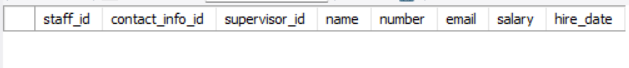 staff_id contact_info_id supervisor_id name number email salary hire_date